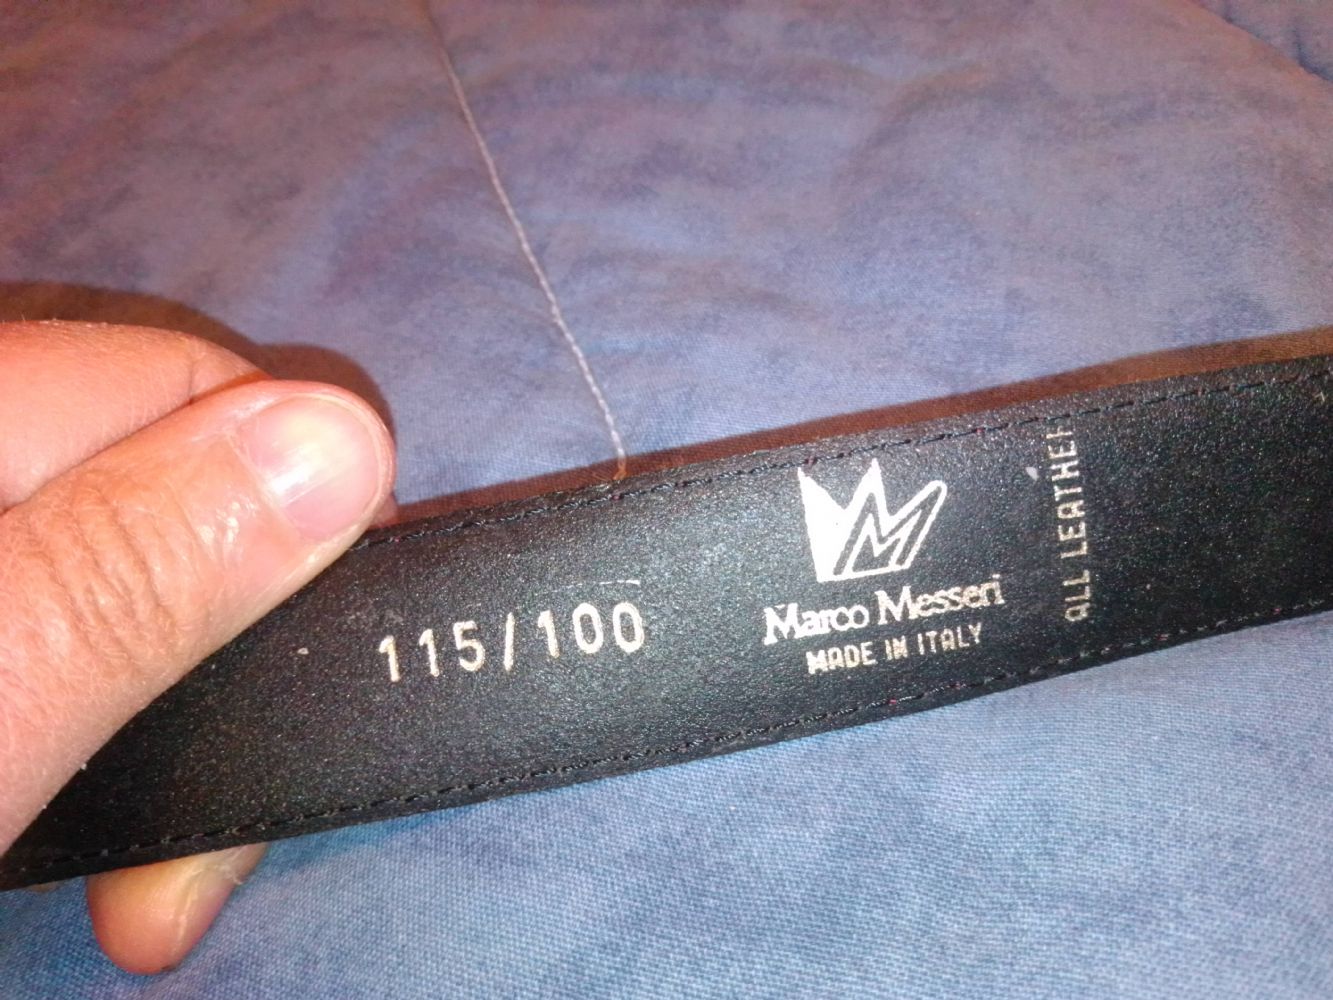 115/100
Marco Messeri
MADE IN ITALY
ALL LEATHER